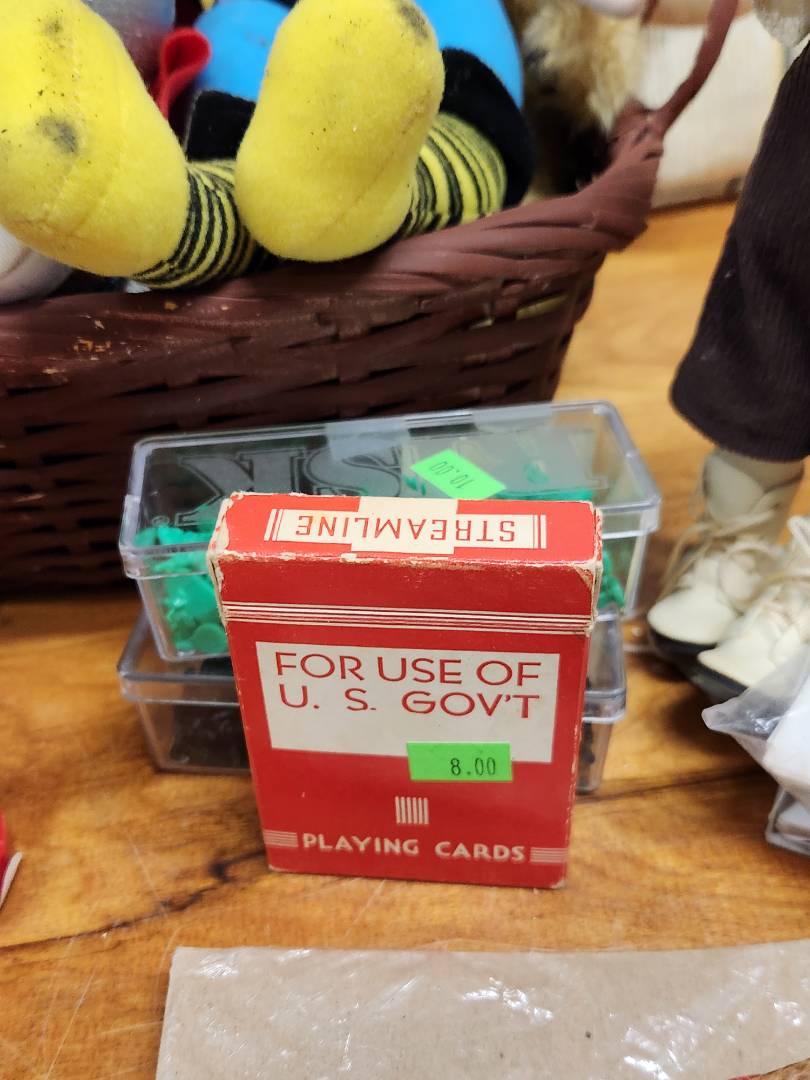 10.00
STREAMLINE
FOR USE OF
U. S. GOV'T
8.00
PLAYING CARDS